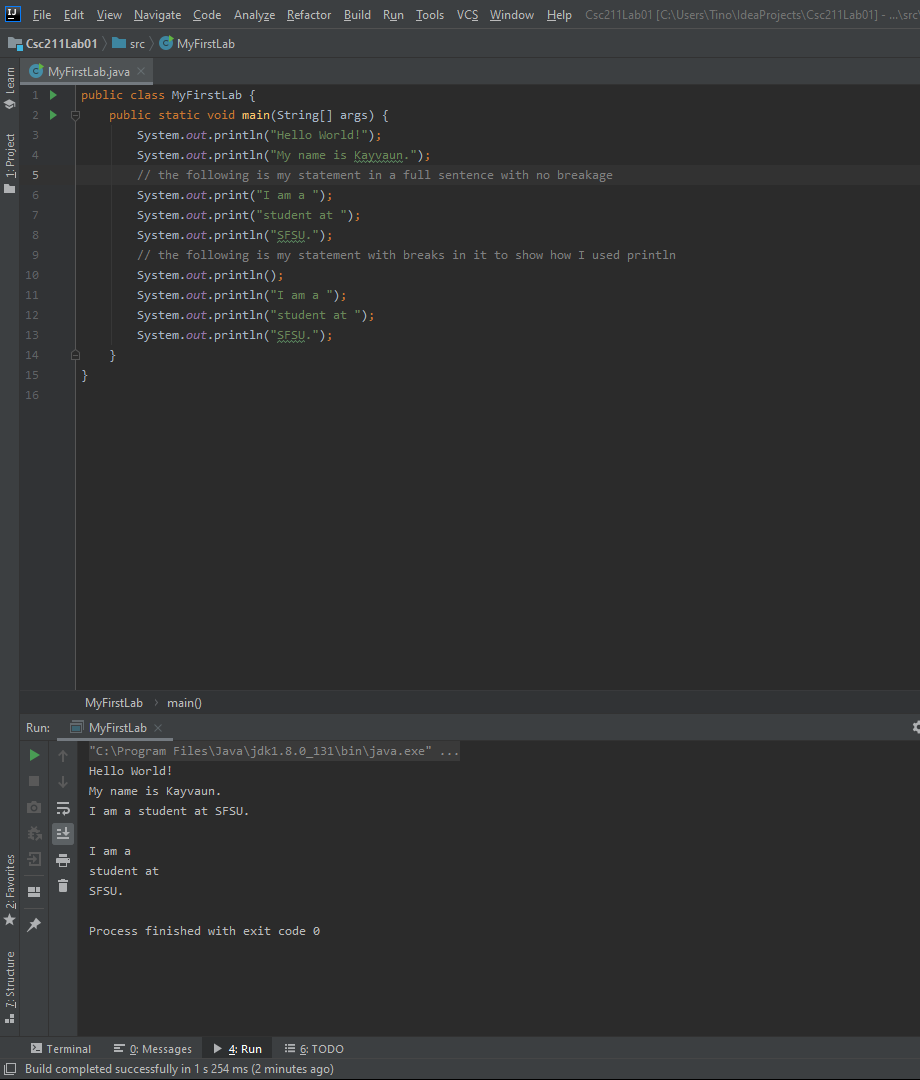 IJ File Edit View Navigate Code Analyze Refactor Build Run Tools VCS Window Help Csc211Lab01 [C:\Users\Tino\IdeaProjects\Csc211Lab01] - ...\src\
Csc211Lab01 src MyFirstLab
Learn
1: Project
MyFirstLab.java
1 public class MyFirstLab {
2 public static void main(String[] args) {
3 System.out.println("Hello World!");
4 System.out.println("My name is Kayvaun.");
5 // the following is my statement in a full sentence with no breakage
6 System.out.print("I am a ");
7 System.out.print("student at ");
8 System.out.println("SFSU.");
9 // the following is my statement with breaks in it to show how I used println
10 System.out.println();
11 System.out.println("I am a ");
12 System.out.println("student at ");
13 System.out.println("SFSU.");
14 }
15 }
16
MyFirstLab main()
Run: MyFirstLab
"C:\Program Files\Java\jdk1.8.0_131\bin\java.exe" ...
Hello World!
My name is Kayvaun.
I am a student at SFSU.
I am a
student at
SFSU.
Process finished with exit code 0
2: Favorites
7: Structure
Terminal 0: Messages 4: Run 6: TODO
Build completed successfully in 1 s 254 ms (2 minutes ago)